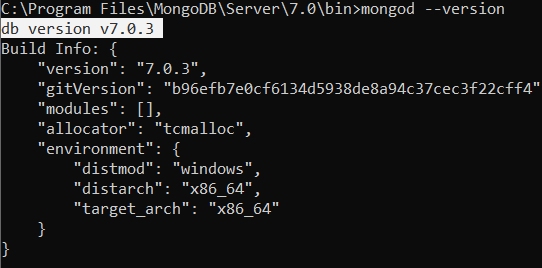 C:\Program Files\MongoDB\Server\7.0\bin>mongod --version
db version v7.0.3
Build Info: {
    "version": "7.0.3",
    "gitVersion": "b96efb7e0cf6134d5938de8a94c37cec3f22cff4"
    "modules": [],
    "allocator": "tcmalloc",
    "environment": {
        "distmod": "windows",
        "distarch": "x86_64",
        "target_arch": "x86_64"
    }
}